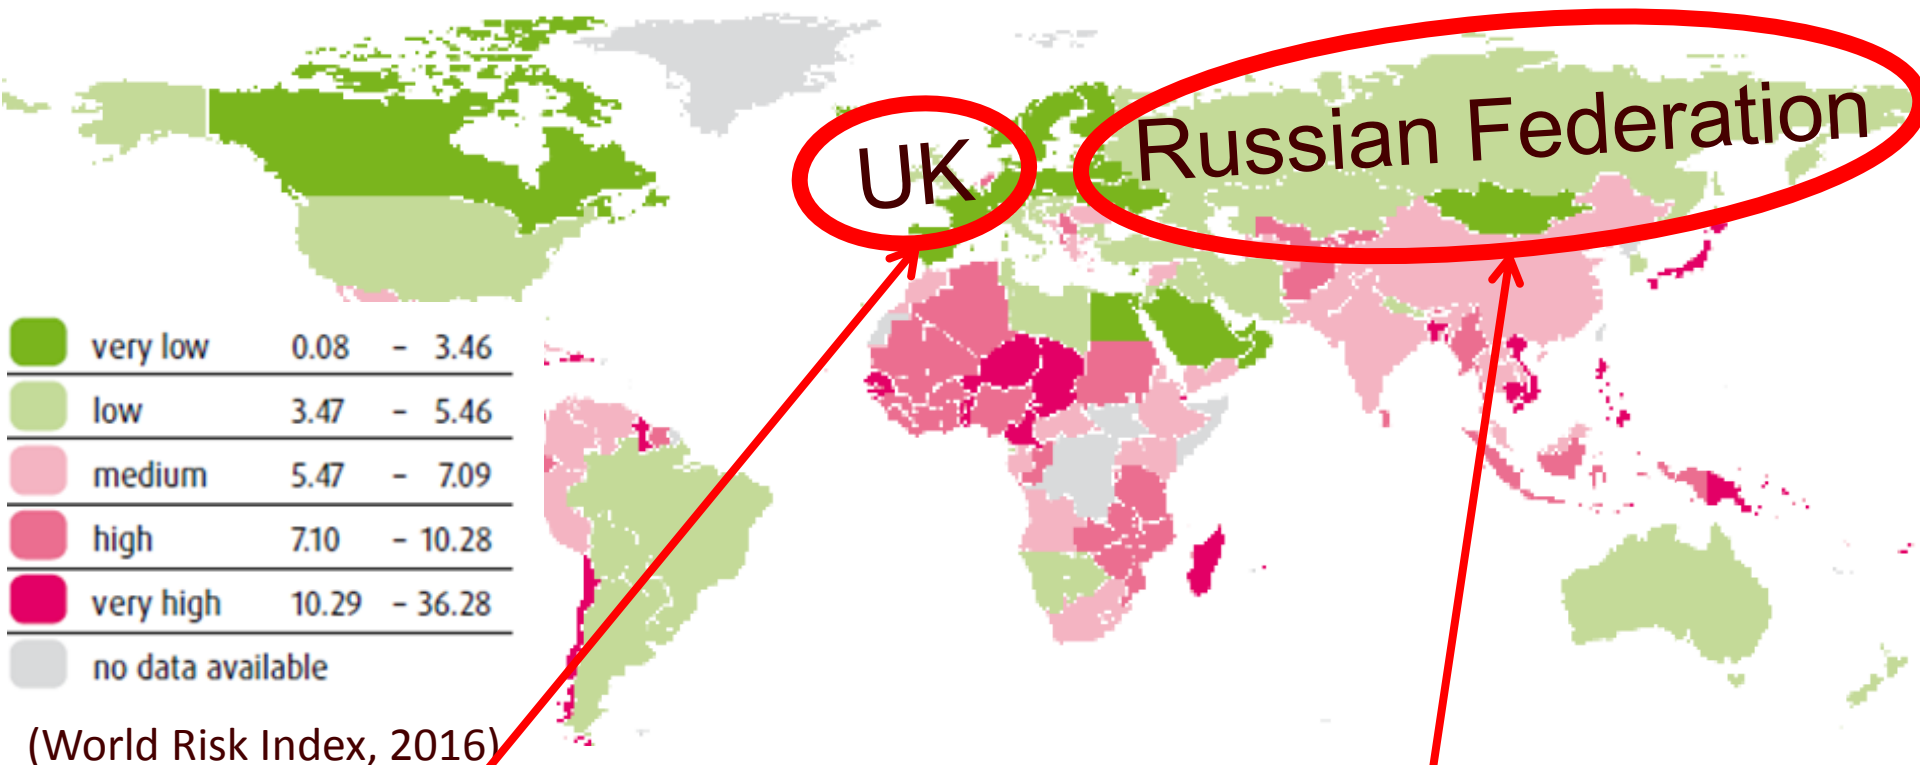 UK
Russian Federation
very low 0.08 - 3.46
low 3.47 - 5.46
medium 5.47 - 7.09
high 7.10 - 10.28
very high 10.29 - 36.28
no data available
(World Risk Index, 2016)